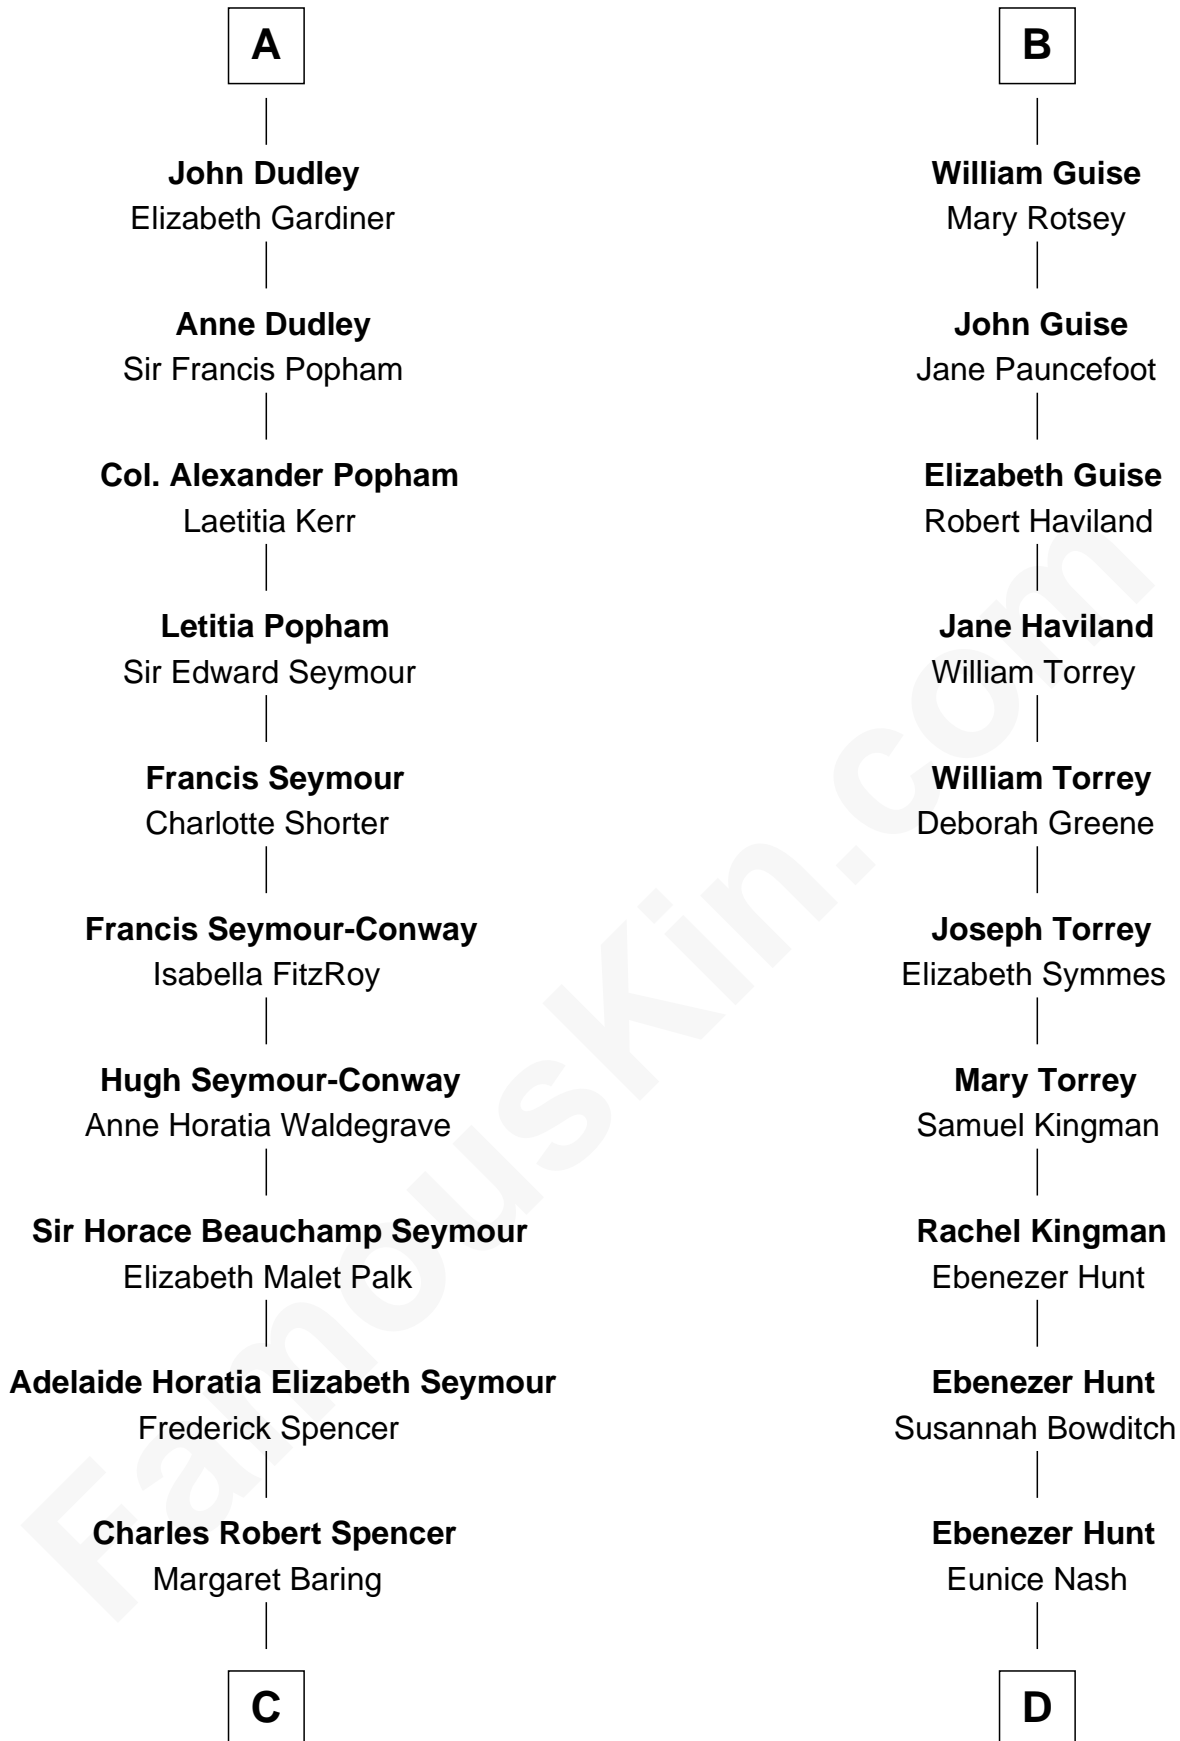 A
John Dudley
Elizabeth Gardiner
Anne Dudley
Sir Francis Popham
Col. Alexander Popham
Laetitia Kerr
Letitia Popham
Sir Edward Seymour
Francis Seymour
Charlotte Shorter
Francis Seymour-Conway
Isabella FitzRoy
Hugh Seymour-Conway
Anne Horatia Waldegrave
Sir Horace Beauchamp Seymour
Elizabeth Malet Palk
Adelaide Horatia Elizabeth Seymour
Frederick Spencer
Charles Robert Spencer
Margaret Baring
C
B
William Guise
Mary Rotsey
John Guise
Jane Pauncefoot
Elizabeth Guise
Robert Haviland
Jane Haviland
William Torrey
William Torrey
Deborah Greene
Joseph Torrey
Elizabeth Symmes
Mary Torrey
Samuel Kingman
Rachel Kingman
Ebenezer Hunt
Ebenezer Hunt
Susannah Bowditch
Ebenezer Hunt
Eunice Nash
D
FamousKin.com